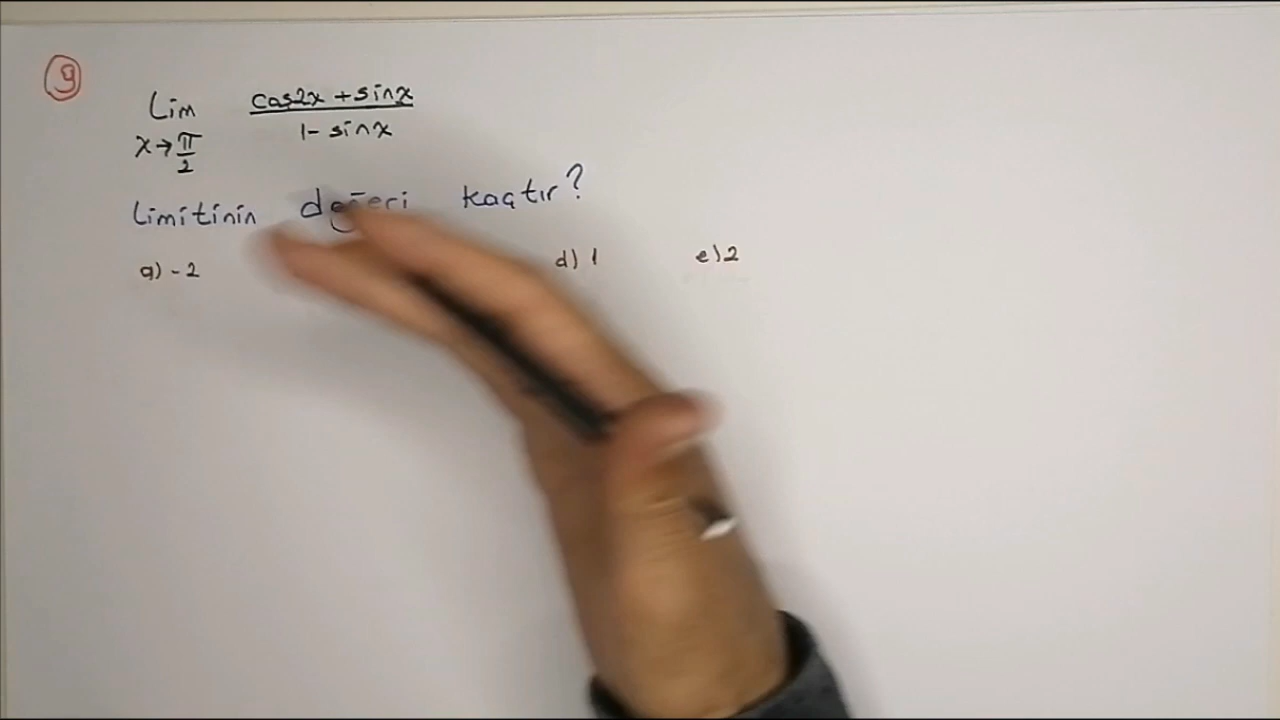 9
Lim cos2x + sinx
x→π/2 1- sinx
Limitinin değeri kaçtır?
a) -2 d) 1 e) 2